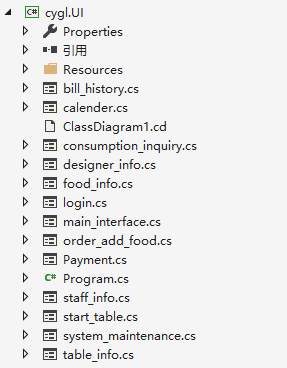 cygl.UI
Properties
引用
Resources
bill_history.cs
calender.cs
ClassDiagram1.cd
consumption_inquiry.cs
designer_info.cs
food_info.cs
login.cs
main_interface.cs
order_add_food.cs
Payment.cs
C# Program.cs
staff_info.cs
start_table.cs
system_maintenance.cs
table_info.cs